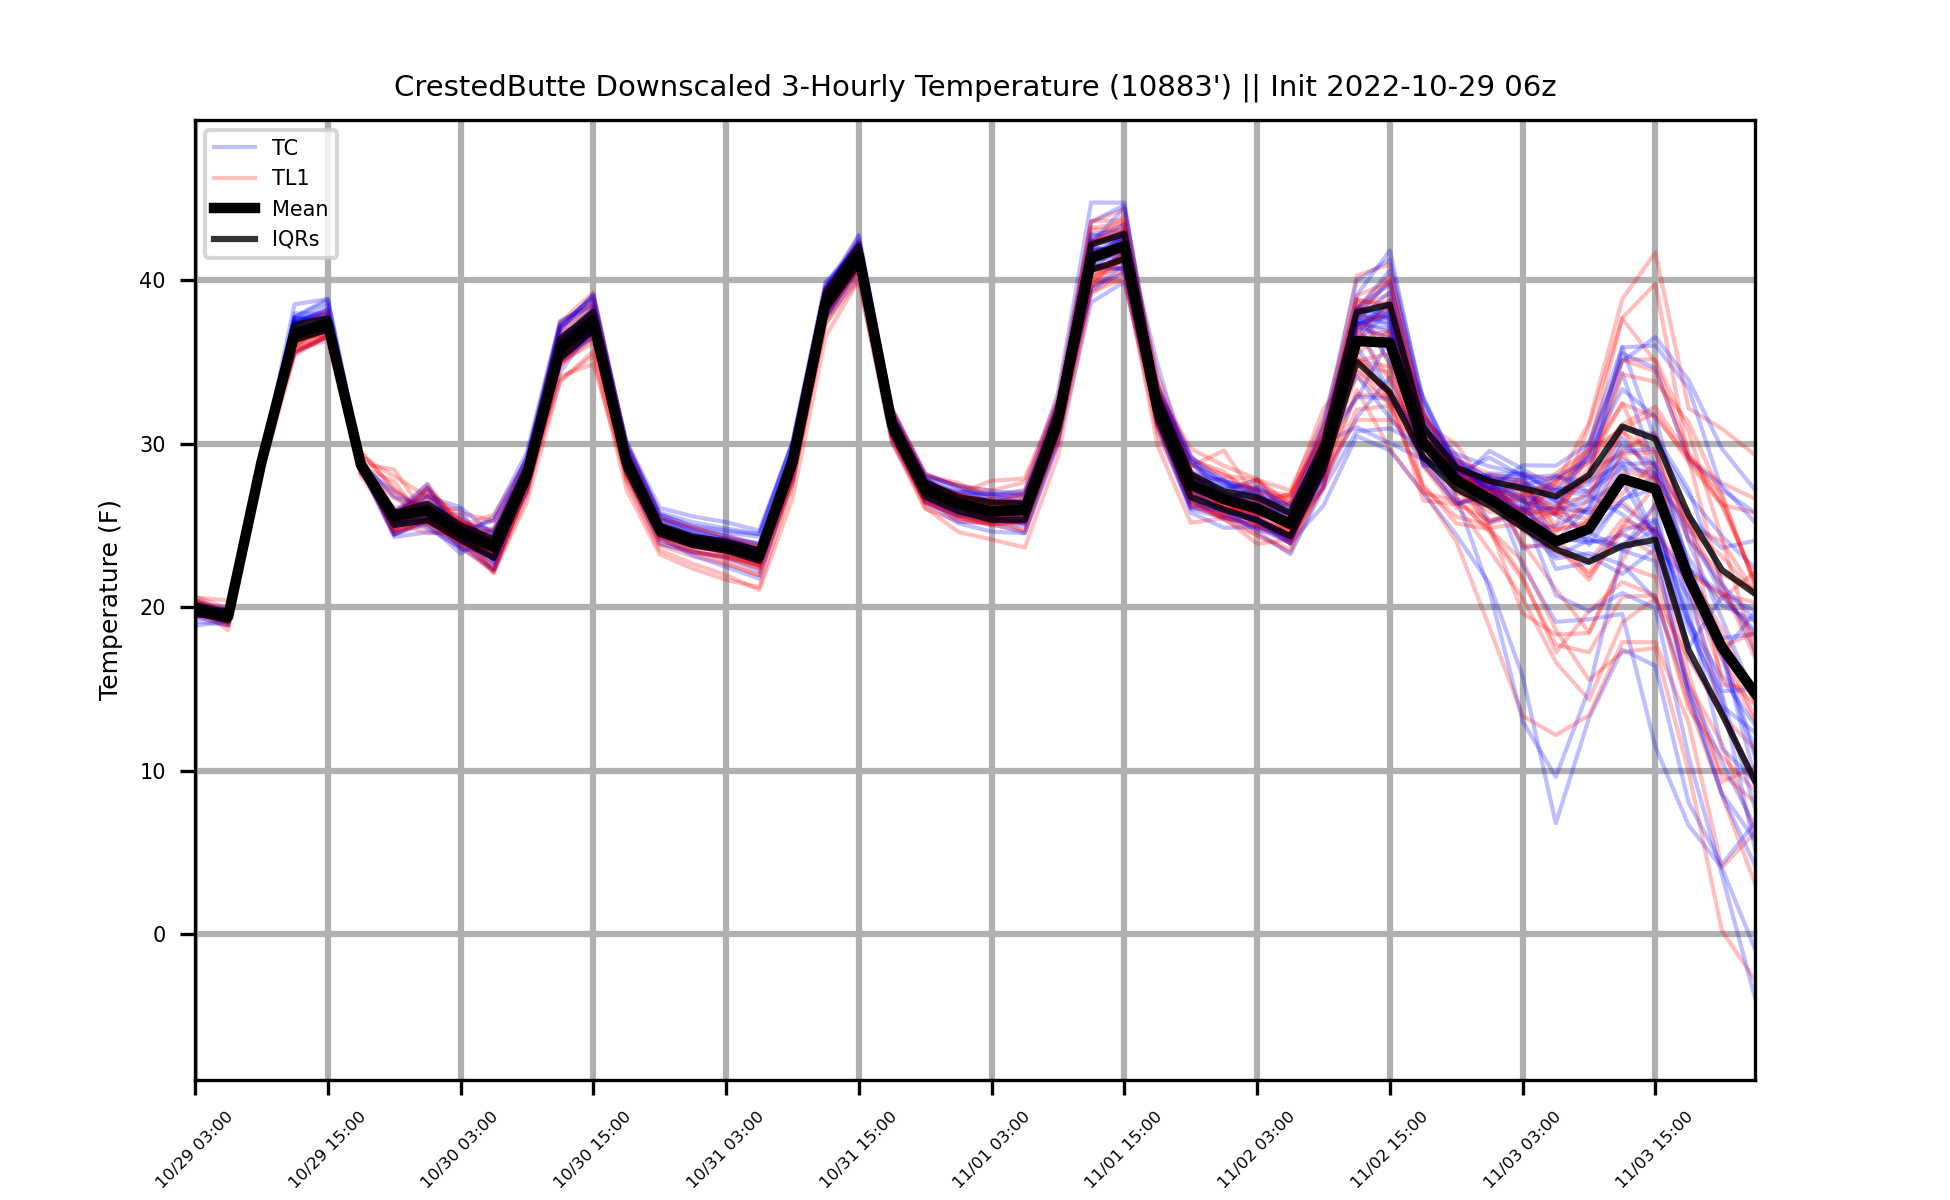 CrestedButte Downscaled 3-Hourly Temperature (10883') || Init 2022-10-29 06z
TC
TL1
Mean
IQRs
Temperature (F)
40
30
20
10
0
10/29 03:00
10/29 15:00
10/30 03:00
10/30 15:00
10/31 03:00
10/31 15:00
11/01 03:00
11/01 15:00
11/02 03:00
11/02 15:00
11/03 03:00
11/03 15:00